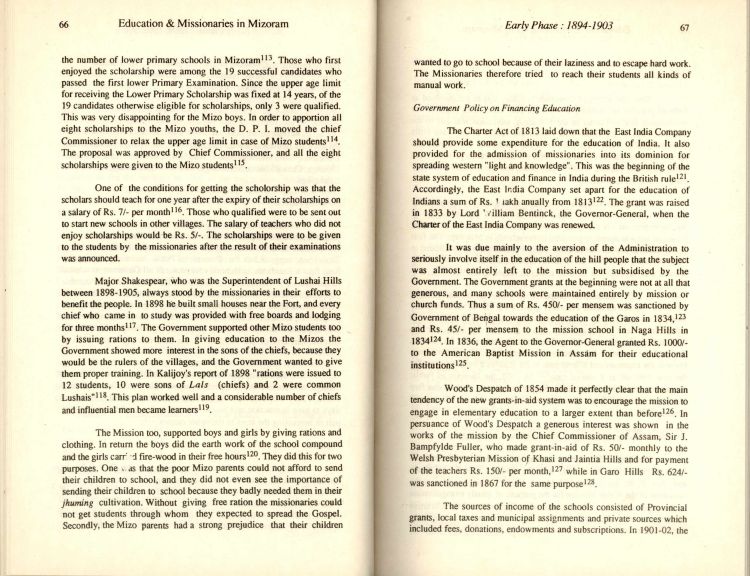 66
Education & Missionaries in Mizoram
the number of lower primary schools in Mizoram113. Those who first
enjoyed the scholarship were among the 19 successful candidates who
passed the first Lower Primary Examination. Since the upper age limit
for receiving the Lower Primary Scholarship was fixed at 14 years, of the
19 candidates otherwise eligible for scholarships, only 3 were qualified.
This was very disappointing for the Mizo boys. In order to apportion all
eight scholarships to the Mizo youths, the D. P. I. moved the chief
Commissioner to relax the upper age limit in case of Mizo students114.
The proposal was approved by Chief Commissioner, and all the eight
scholarships were given to the Mizo students115.
One of the conditions for getting the scholorship was that the
scholars should teach for one year after the expiry of their scholarships on
a salary of Rs. 7/- per month116. Those who qualified were to be sent out
to start new schools in other villages. The salary of teachers who did not
enjoy scholarships would be Rs. 5/-. The scholarships were to be given
to the students by the missionaries after the result of their examinations
was announced.
Major Shakespear, who was the Superintendent of Lushai Hills
between 1898-1905, always stood by the missionaries in their efforts to
benefit the people. In 1898 he built small houses near the Fort, and every
chief who came in to study was provided with free boards and lodging
for three months117. The Government supported other Mizo students too
by issuing rations to them. In giving education to the Mizos the
Government showed more interest in the sons of the chiefs, because they
would be the rulers of the villages, and the Government wanted to give
them proper training. In Kalijoy's report of 1898 "rations were issued to
12 students, 10 were sons of Lals (chiefs) and 2 were common
Lushais"118. This plan worked well and a considerable number of chiefs
and influential men became learners119.
The Mission too, supported boys and girls by giving rations and
clothing. In return the boys did the earth work of the school compound
and the girls fire-wood in their free hours120. They did this for two
purposes. One was that the poor Mizo parents could not afford to send
their children to school, and they did not even see the importance of
sending their children to school because they badly needed them in their
jhuming cultivation. Without giving free ration the missionaries could
not get students through whom they expected to spread the Gospel.
Secondly, the Mizo parents had a strong prejudice that their children
Early Phase : 1894-1903
67
wanted to go to school because of their laziness and to escape hard work.
The Missionaries therefore tried to reach their students all kinds of
manual work.
Government Policy on Financing Education
The Charter Act of 1813 laid down that the East India Company
should provide some expenditure for the education of India. It also
provided for the admission of missionaries into its dominion for
spreading western "light and knowledge". This was the beginning of the
state system of education and finance in India during the British rule121.
Accordingly, the East India Company set apart for the education of
Indians a sum of Rs. lakh anually from 1813122. The grant was raised
in 1833 by Lord William Bentinck, the Governor-General, when the
Charter of the East India Company was renewed.
It was due mainly to the aversion of the Administration to
seriously involve itself in the education of the hill people that the subject
was almost entirely left to the mission but subsidised by the
Government. The Government grants at the beginning were not at all that
generous, and many schools were maintained entirely by mission or
church funds. Thus a sum of Rs. 450/- per mensem was sanctioned by
Government of Bengal towards the education of the Garos in 1834,123
and Rs. 45/- per mensem to the mission school in Naga Hills in
1834124. In 1836, the Agent to the Governor-General granted Rs. 1000/-
to the American Baptist Mission in Assam for their educational
institutions125.
Wood's Despatch of 1854 made it perfectly clear that the main
tendency of the new grants-in-aid system was to encourage the mission to
engage in elementary education to a larger extent than before126. In
persuance of Wood's Despatch a generous interest was shown in the
works of the mission by the Chief Commissioner of Assam, Sir J.
Bampfylde Fuller, who made grant-in-aid of Rs. 50/- monthly to the
Welsh Presbyterian Mission of Khasi and Jaintia Hills and for payment
of the teachers Rs. 150/- per month,127 while in Garo Hills Rs. 624/-
was sanctioned in 1867 for the same purpose128.
The sources of income of the schools consisted of Provincial
grants, local taxes and municipal assignments and private sources which
included fees, donations, endowments and subscriptions. In 1901-02, the